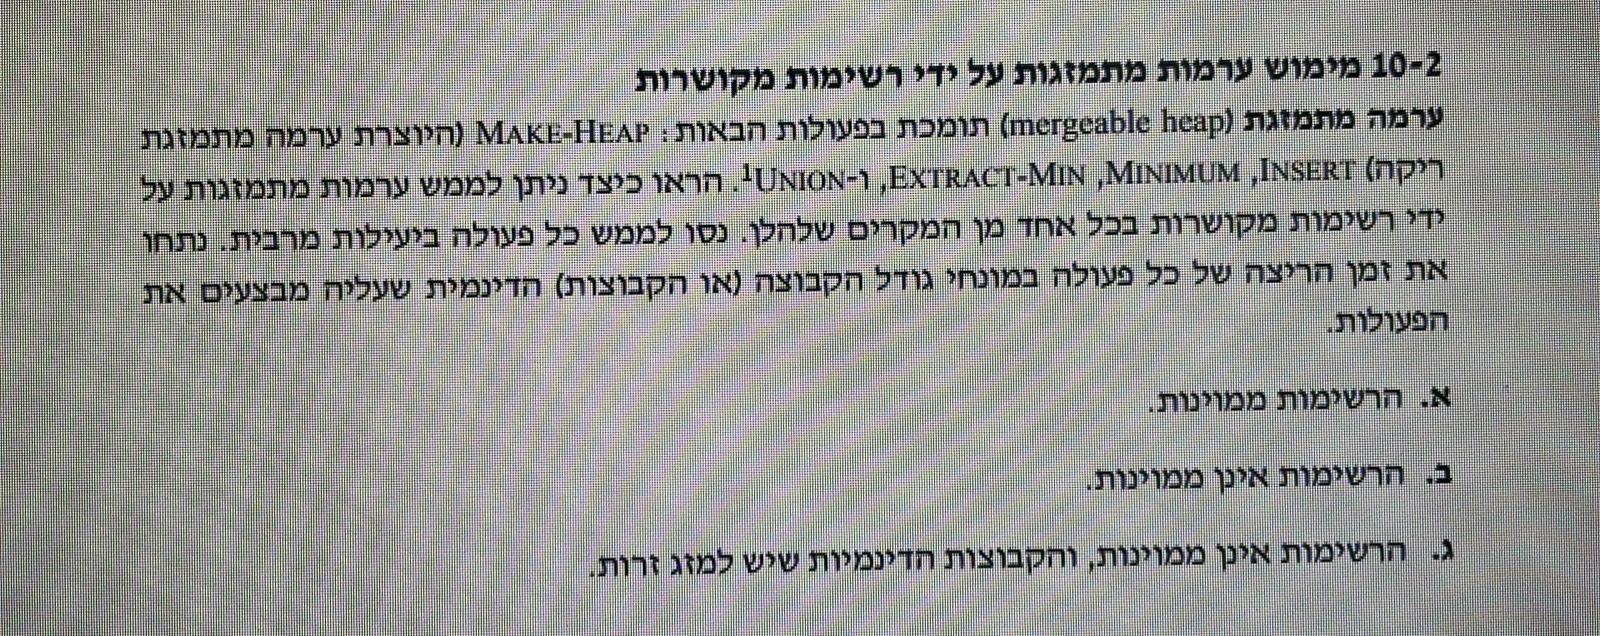 10-2 מימוש ערמות מתמזגות על ידי רשימות מקושרות
ערמה מתמזגת (mergeable heap) תומכת בפעולות הבאות: MAKE-HEAP (היוצרת ערמה מתמזגת
ריקה) INSERT, MINIMUM, EXTRACT-MIN, ו-UNION¹. הראו כיצד ניתן לממש ערמות מתמזגות על
ידי רשימות מקושרות בכל אחד מן המקרים שלהלן. נסו לממש כל פעולה ביעילות מרבית. נתחו
את זמן הריצה של כל פעולה במונחי גודל הקבוצה (או הקבוצות) הדינמית שעליה מבצעים את
הפעולות.
א. הרשימות ממוינות.
ב. הרשימות אינן ממוינות.
ג. הרשימות אינן ממוינות, והקבוצות הדינמיות שיש למזג זרות.